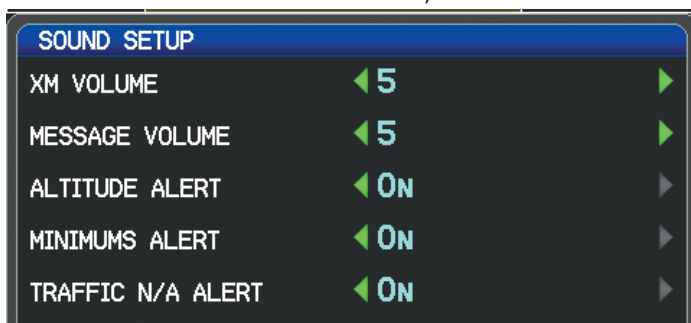 SOUND SETUP
XM VOLUME 5
MESSAGE VOLUME 5
ALTITUDE ALERT ON
MINIMUMS ALERT ON
TRAFFIC N/A ALERT ON